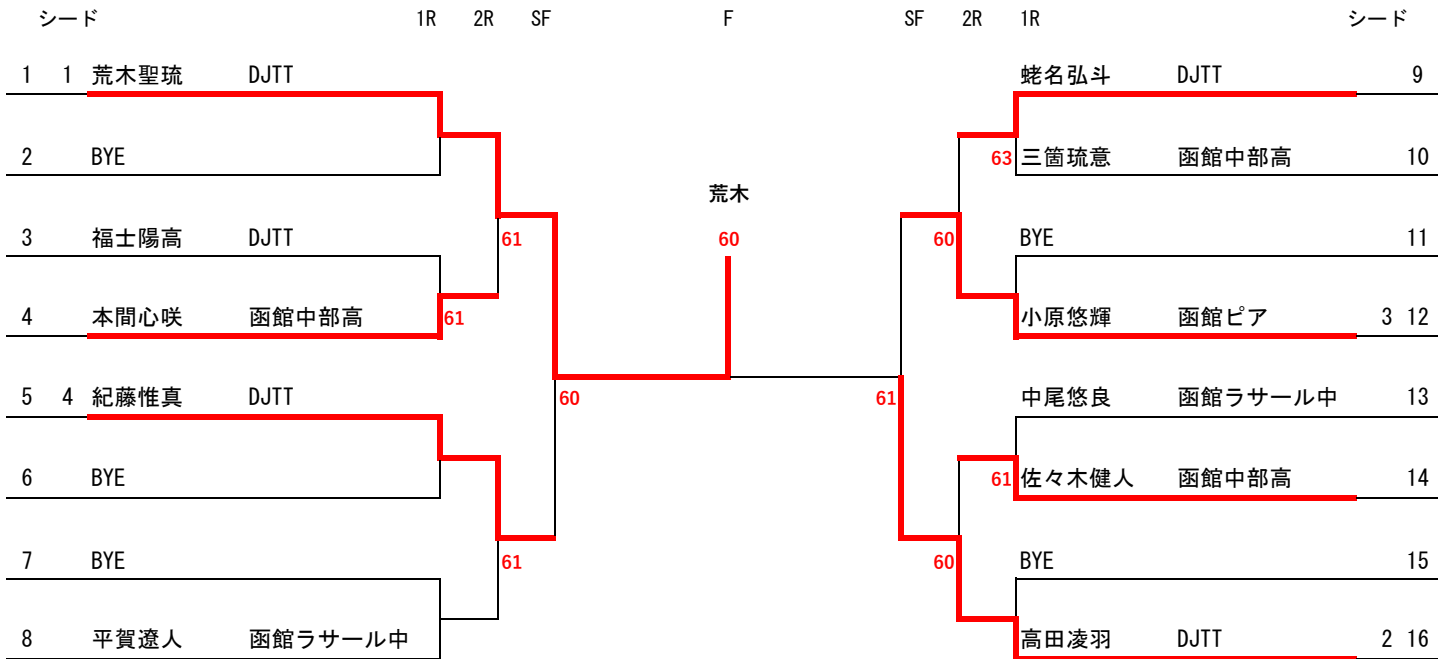 シード 1R 2R SF F SF 2R 1R シード
1 1 荒木聖琉 DJTT 蛯名弘斗 DJTT 9
2 BYE 63 三箇琉意 函館中部高 10
荒木
3 福士陽高 DJTT 61 60 60 BYE 11
4 本間心咲 函館中部高 61 小原悠輝 函館ピア 3 12
5 4 紀藤惟真 DJTT 60 61 中尾悠良 函館ラサール中 13
6 BYE 61 佐々木健人 函館中部高 14
7 BYE 61 60 BYE 15
8 平賀遼人 函館ラサール中 高田凌羽 DJTT 2 16